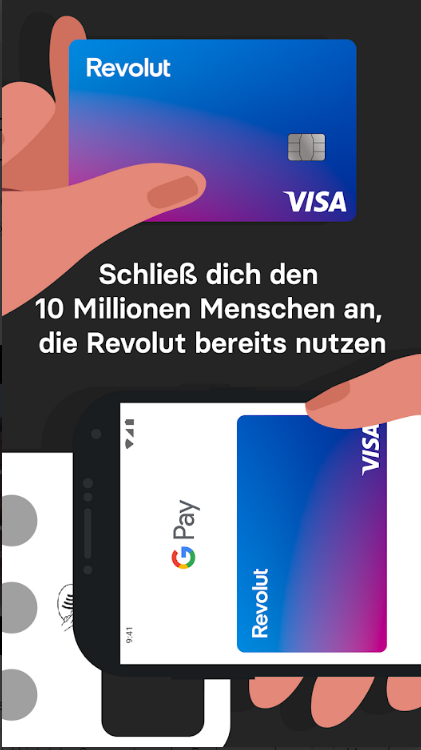 Revolut
VISA
Schließ dich den
10 Millionen Menschen an,
die Revolut bereits nutzen
9:41
G Pay
Revolut
VISA